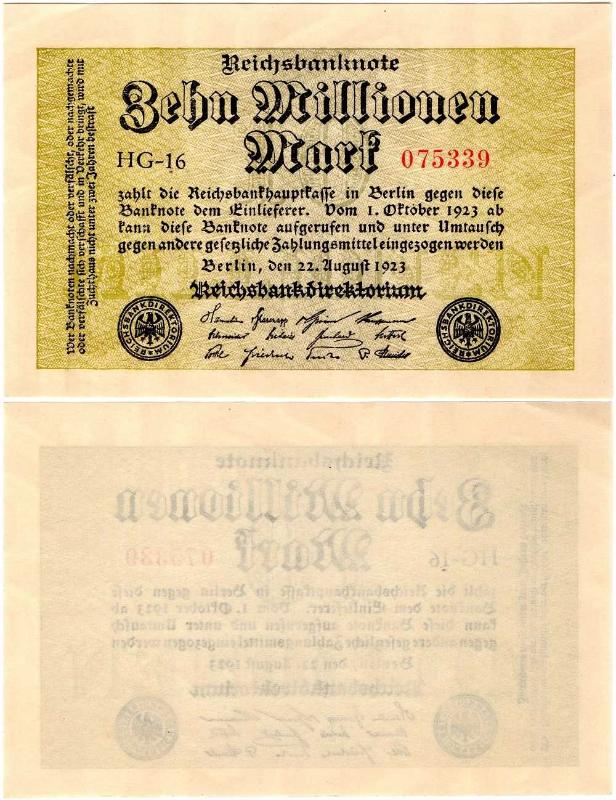 Reichsbanknote
Zehn Millionen
Mark
HG-16
075339
zahlt die Reichsbankhauptkasse in Berlin gegen diese
Banknote dem Einlieferer. Vom 1. Oktober 1923 ab
kann diese Banknote aufgerufen und unter Umtausch
gegen andere gesetzliche Zahlungsmittel eingezogen werden
Berlin, den 22. August 1923
Reichsbankdirektorium
REICHSBANKDIREKTORIUM
REICHSBANKDIREKTORIUM
Wer Banknoten nachmacht oder verfälscht, oder nachgemachte
oder verfälschte sich verschafft und in Verkehr bringt, wird mit
Zuchthaus nicht unter zwei Jahren bestraft